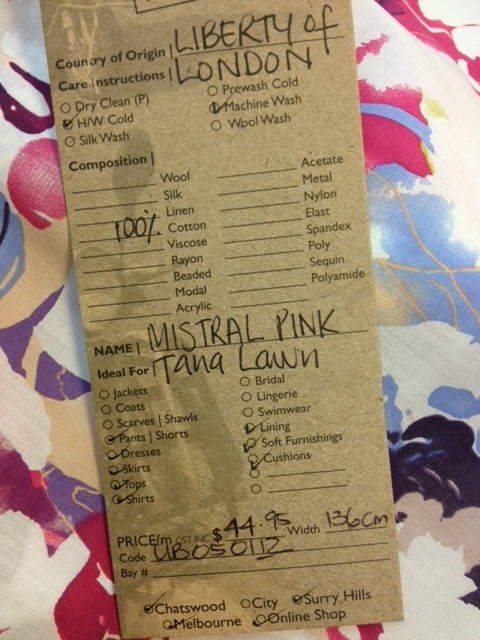 Country of Origin | LIBERTY of
Care Instructions | LONDON
Dry Clean (P) Prewash Cold
H/W Cold Machine Wash
Silk Wash Wool Wash
Composition |
Wool Acetate
Silk Metal
Linen Nylon
100% Cotton Elast
Viscose Spandex
Rayon Poly
Beaded Sequin
Modal Polyamide
Acrylic
NAME | MISTRAL PINK
Ideal For | Tana Lawn
Jackets Bridal
Coats Lingerie
Scarves | Shawls Swimwear
Pants | Shorts Lining
Dresses Soft Furnishings
Skirts Cushions
Tops
Shirts
PRICE/m GST INC $44.95 Width 136cm
Code LIB050112
Bay #
Chatswood City Surry Hills
Melbourne Online Shop